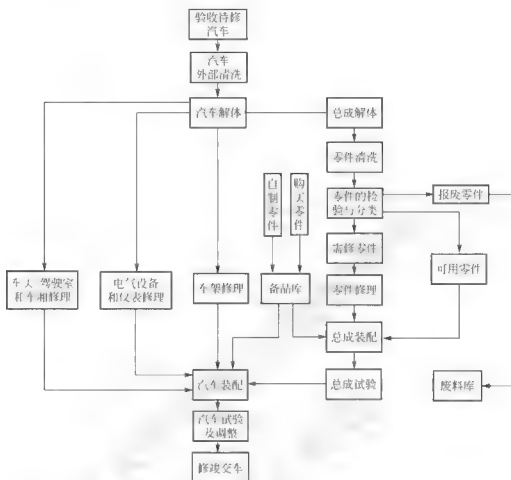 验收待修
汽车
汽车
外部清洗
汽车解体
总成解体
零件清洗
自制零件
购买零件
零件的检
验与分类
报废零件
需修零件
可用零件
车头 驾驶室
和车厢修理
电气设备
和仪表修理
车架修理
备品库
零件修理
总成装配
汽车装配
总成试验
废料库
汽车试验
及调整
修竣交车